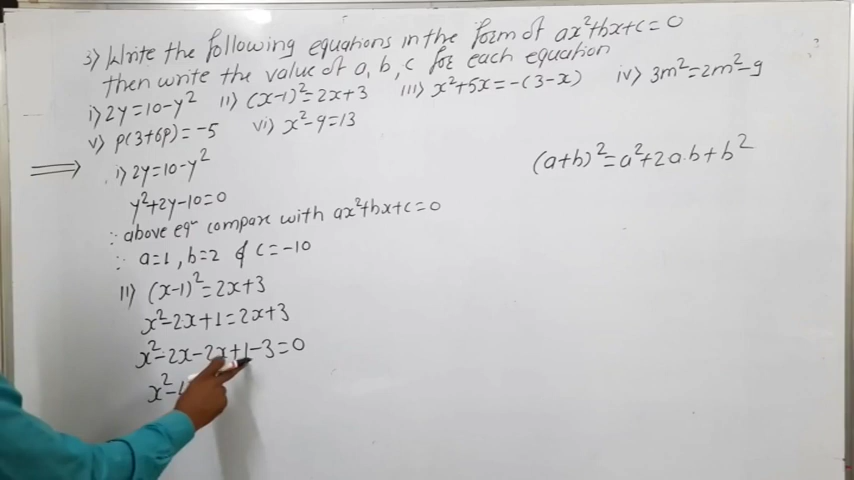 3) Write the following equations in the form of ax²+bx+c=0
then write the value of a, b, c for each equation
i) 2y=10-y² ii) (x-1)²=2x+3 iii) x²+5x=-(3-x) iv) 3m²=2m²-9
v) p(3+6p)=-5 vi) x²-9=13
⟹ i) 2y=10-y²
(a+b)²=a²+2a.b+b²
y²+2y-10=0
∴ above eqⁿ compare with ax²+bx+c=0
∴ a=1, b=2 & c=-10
ii) (x-1)²=2x+3
x²-2x+1=2x+3
x²-2x-2x+1-3=0
x²-4